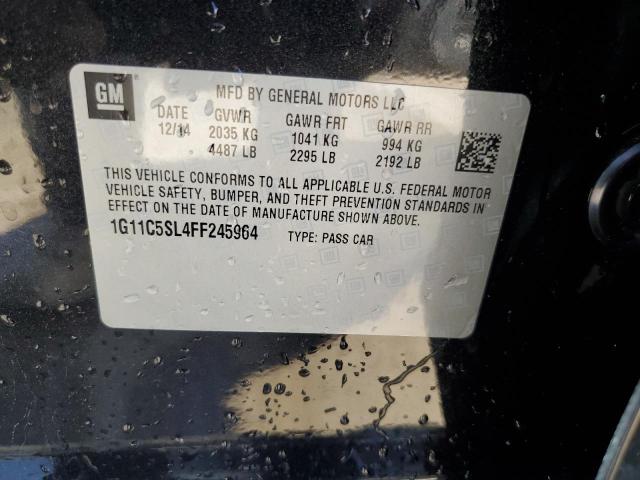 GM
MFD BY GENERAL MOTORS LLC
DATE GVWR GAWR FRT GAWR RR
12/14 2035 KG 1041 KG 994 KG
4487 LB 2295 LB 2192 LB
THIS VEHICLE CONFORMS TO ALL APPLICABLE U.S. FEDERAL MOTOR
VEHICLE SAFETY, BUMPER, AND THEFT PREVENTION STANDARDS IN
EFFECT ON THE DATE OF MANUFACTURE SHOWN ABOVE.
1G11C5SL4FF245964 TYPE: PASS CAR